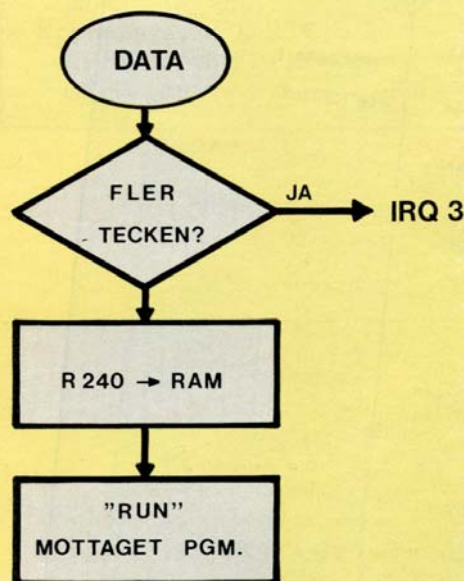 DATA
FLER
TECKEN?
JA
IRQ 3
R 240 → RAM
"RUN"
MOTTAGET PGM.